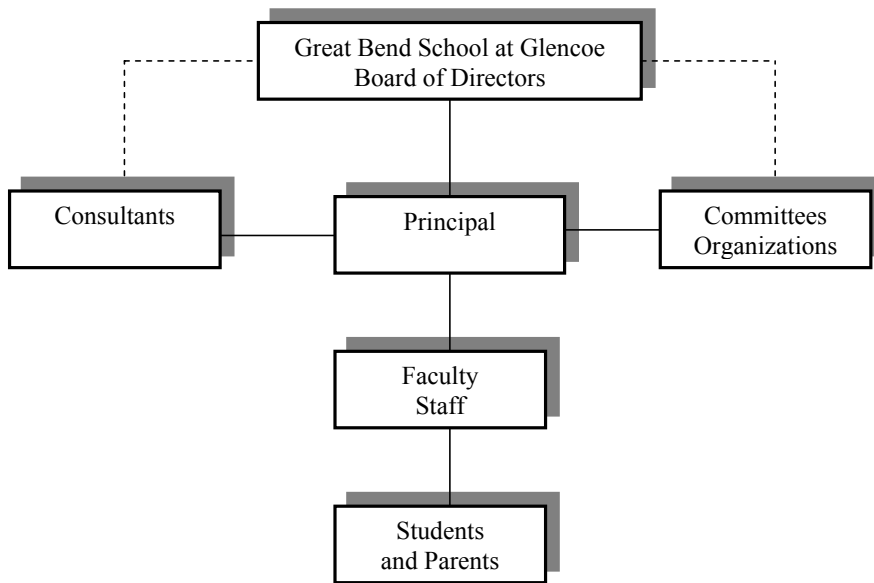 Great Bend School at Glencoe
Board of Directors
Consultants
Principal
Committees
Organizations
Faculty
Staff
Students
and Parents